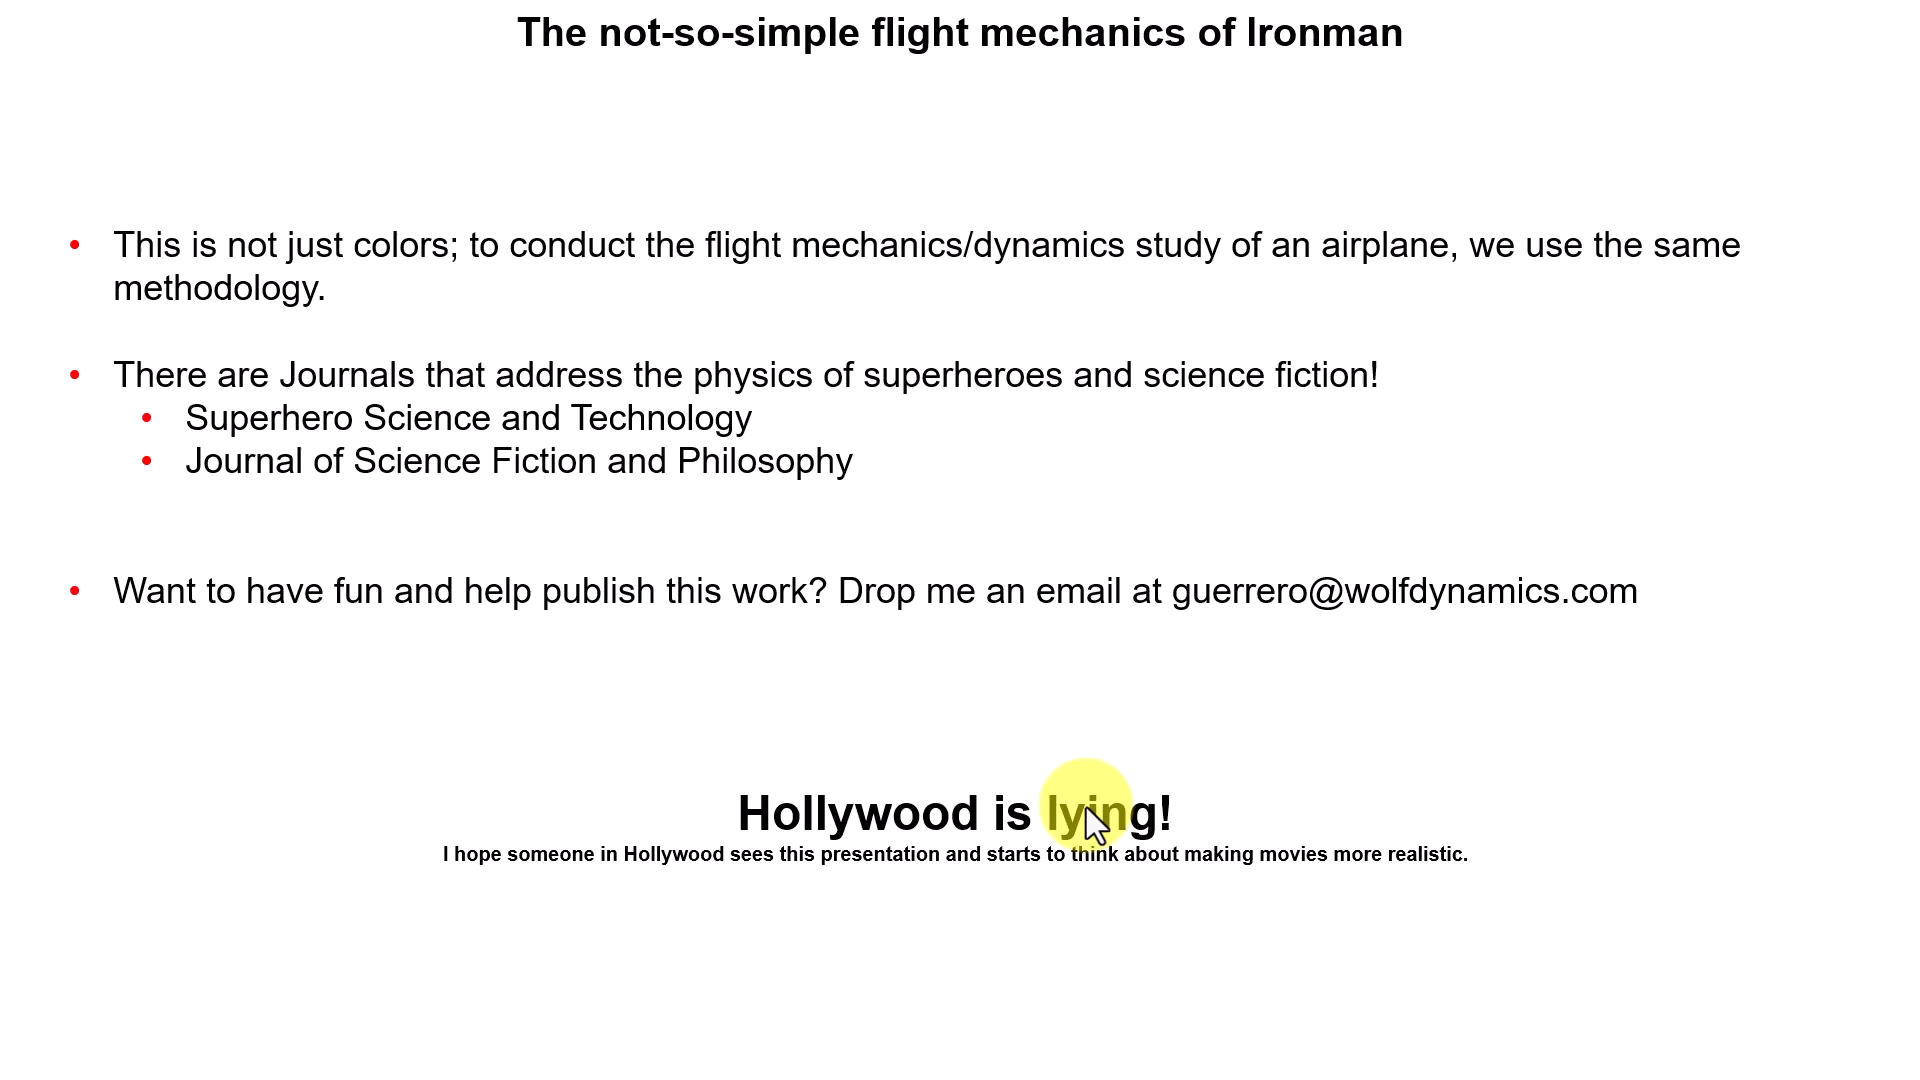 The not-so-simple flight mechanics of Ironman
• This is not just colors; to conduct the flight mechanics/dynamics study of an airplane, we use the same
methodology.
• There are Journals that address the physics of superheroes and science fiction!
• Superhero Science and Technology
• Journal of Science Fiction and Philosophy
• Want to have fun and help publish this work? Drop me an email at guerrero@wolfdynamics.com
Hollywood is lying!
I hope someone in Hollywood sees this presentation and starts to think about making movies more realistic.